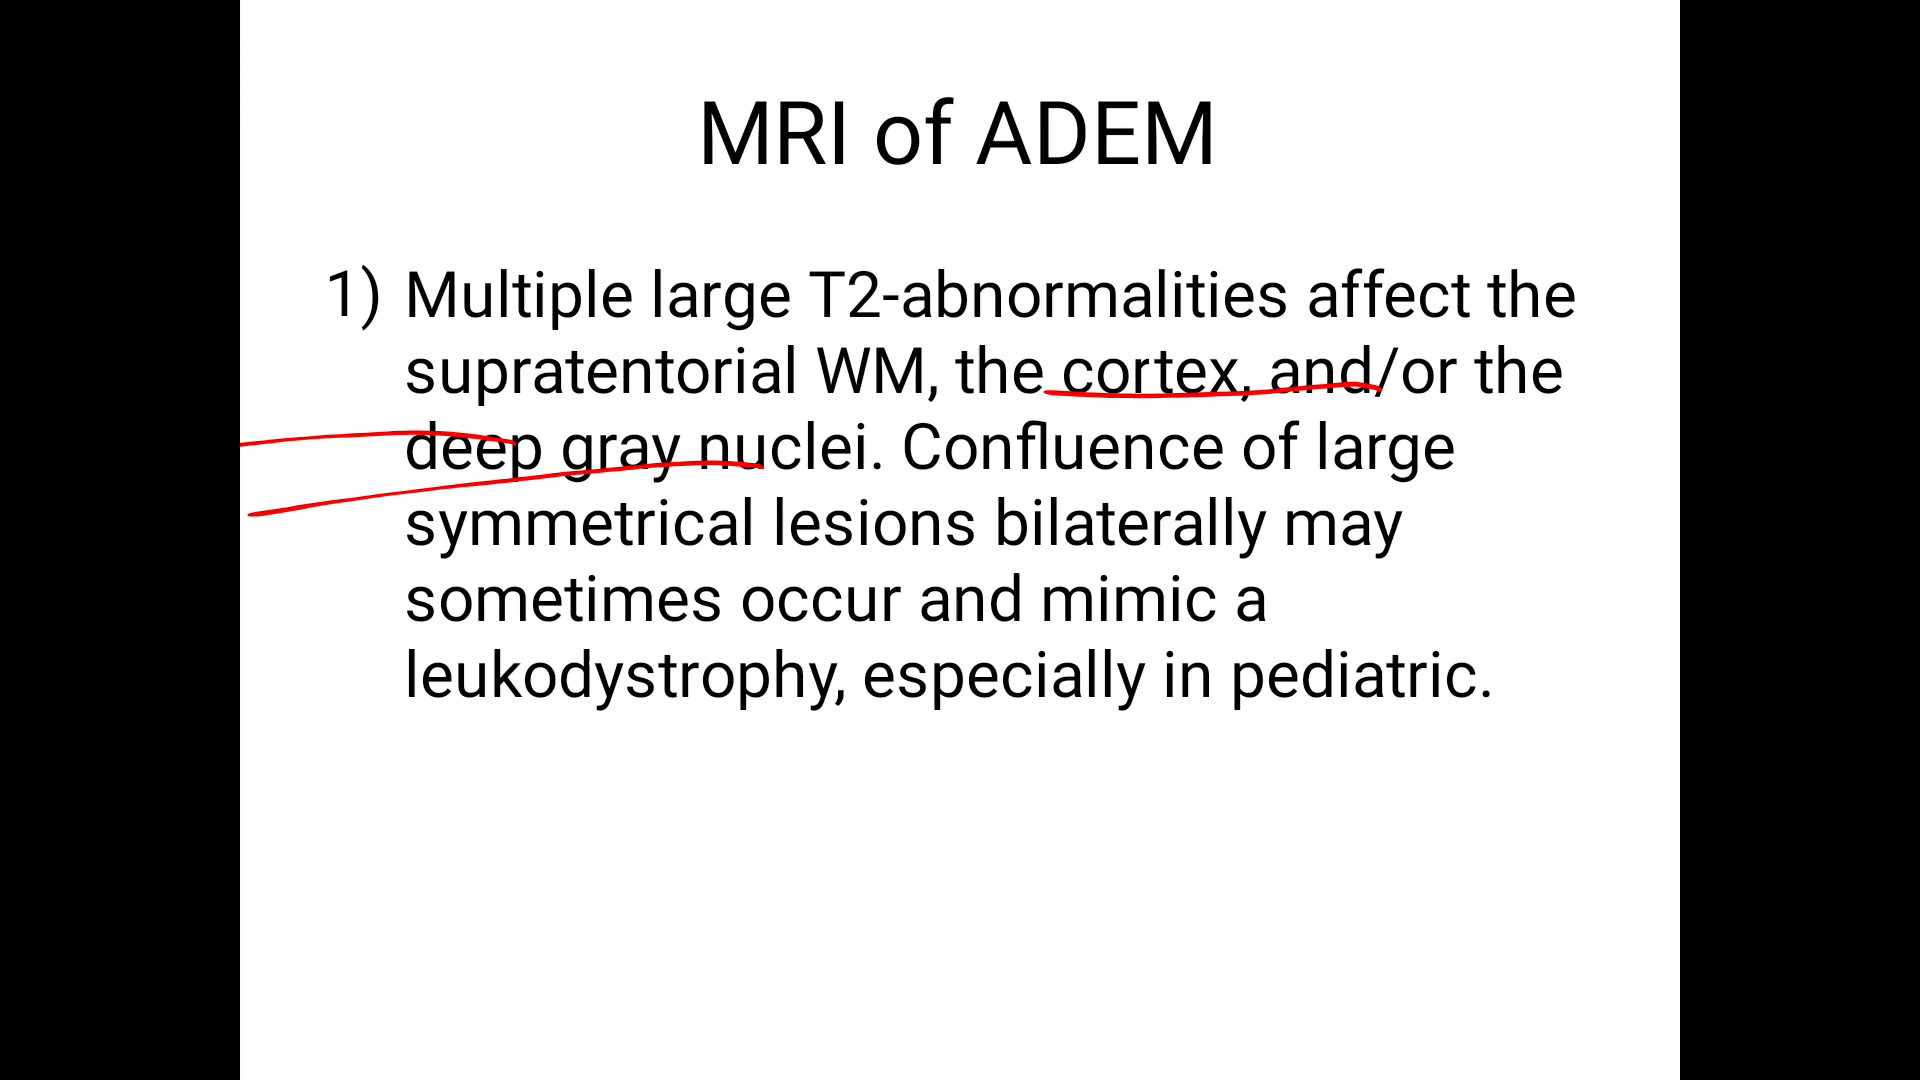 MRI of ADEM
1) Multiple large T2-abnormalities affect the
supratentorial WM, the cortex, and/or the
deep gray nuclei. Confluence of large
symmetrical lesions bilaterally may
sometimes occur and mimic a
leukodystrophy, especially in pediatric.